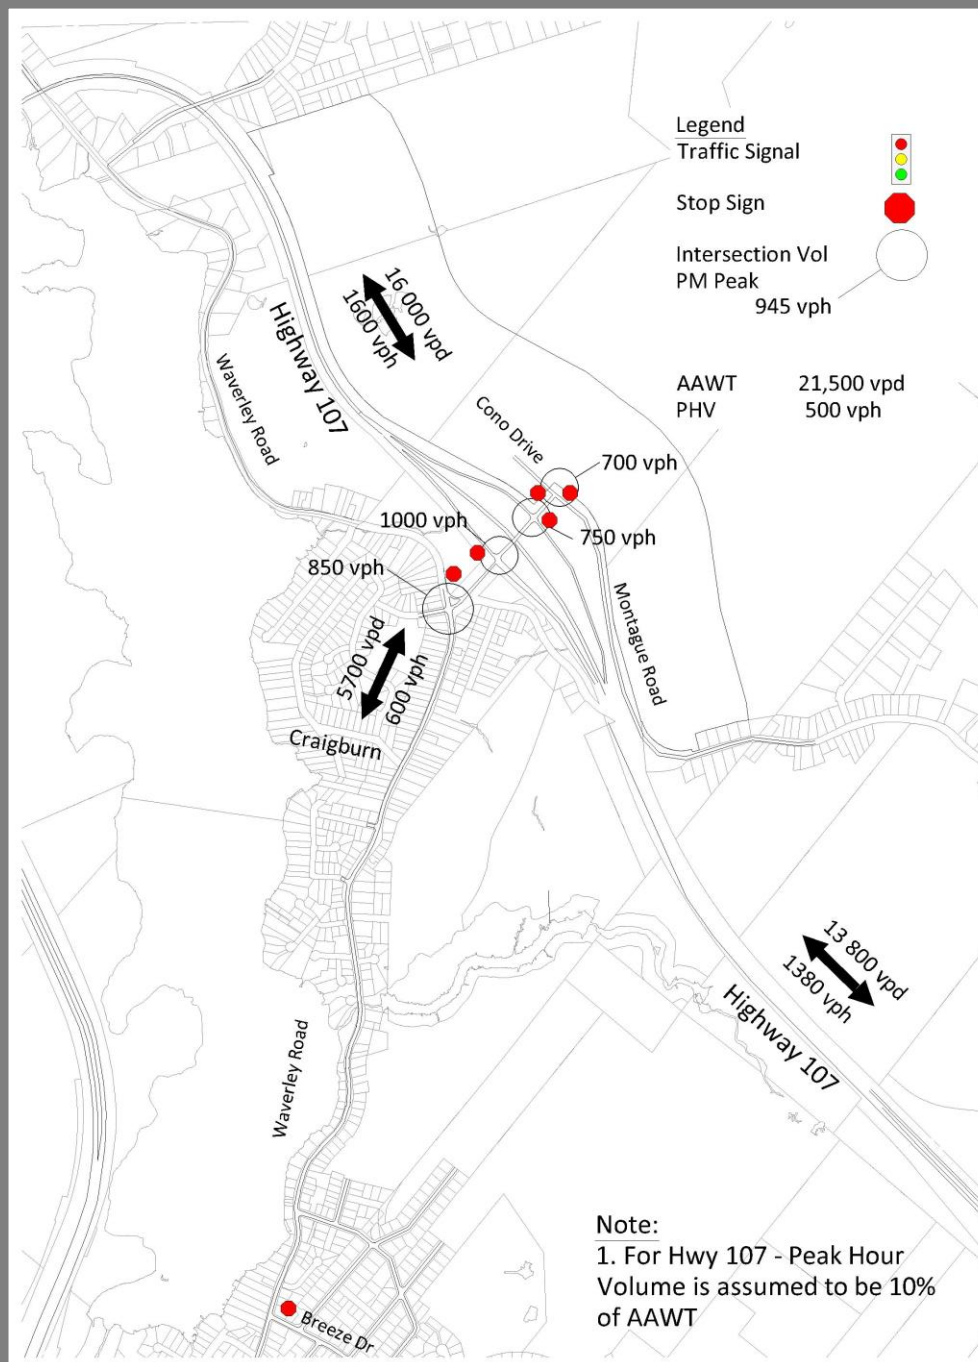 Legend
Traffic Signal
Stop Sign
Intersection Vol
PM Peak
945 vph
AAWT 21,500 vpd
PHV 500 vph
16 000 vpd
1600 vph
Highway 107
Waverley Road
Cono Drive
700 vph
1000 vph
750 vph
850 vph
Montague Road
5700 vpd
600 vph
Craigburn
13 800 vpd
1380 vph
Highway 107
Waverley Road
Breeze Dr
Note:
1. For Hwy 107 - Peak Hour
Volume is assumed to be 10%
of AAWT